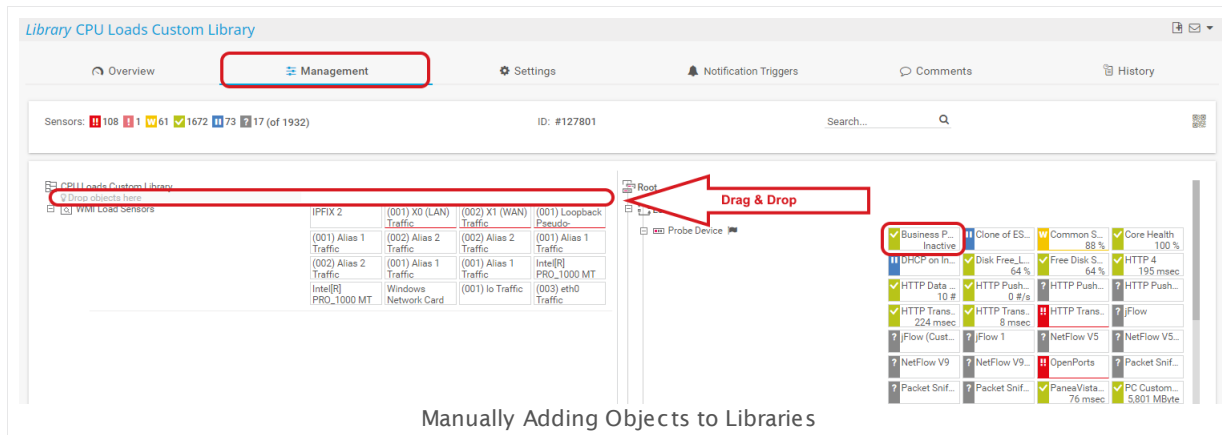 Library CPU Loads Custom Library
Overview
Management
Settings
Notification Triggers
Comments
History
Sensors: !! 108 ! 1 W 61 1672 73 ? 17 (of 1932)
ID: #127801
Search...
CPU Loads Custom Library
Drop objects here
WMI Load Sensors
IPFIX 2
(001) X0 (LAN) Traffic
(002) X1 (WAN) Traffic
(001) Loopback Pseudo-
(001) Alias 1 Traffic
(002) Alias 2 Traffic
(002) Alias 2 Traffic
(001) Alias 1 Traffic
(002) Alias 2 Traffic
(001) Alias 1 Traffic
(001) Alias 1 Traffic
Intel[R] PRO_1000 MT
Intel[R] PRO_1000 MT
Windows Network Card
(001) lo Traffic
(003) eth0 Traffic
Root
Drag & Drop
Probe Device
Business P... Inactive
Clone of ES...
W Common S... 88 %
Core Health 100 %
DHCP on In...
Disk Free_L... 64 %
Free Disk S... 64 %
HTTP 4 195 msec
HTTP Data ... 10 #
HTTP Push... 0 #/s
? HTTP Push...
? HTTP Push...
HTTP Trans... 224 msec
HTTP Trans... 8 msec
!! HTTP Trans...
? jFlow
? jFlow (Cust...
? jFlow 1
? NetFlow V5
? NetFlow V5...
? NetFlow V9
? NetFlow V9...
!! OpenPorts
? Packet Snif...
? Packet Snif...
? Packet Snif...
PaneaVista... 76 msec
PC Custom... 5,801 MByte
Manually Adding Objects to Libraries